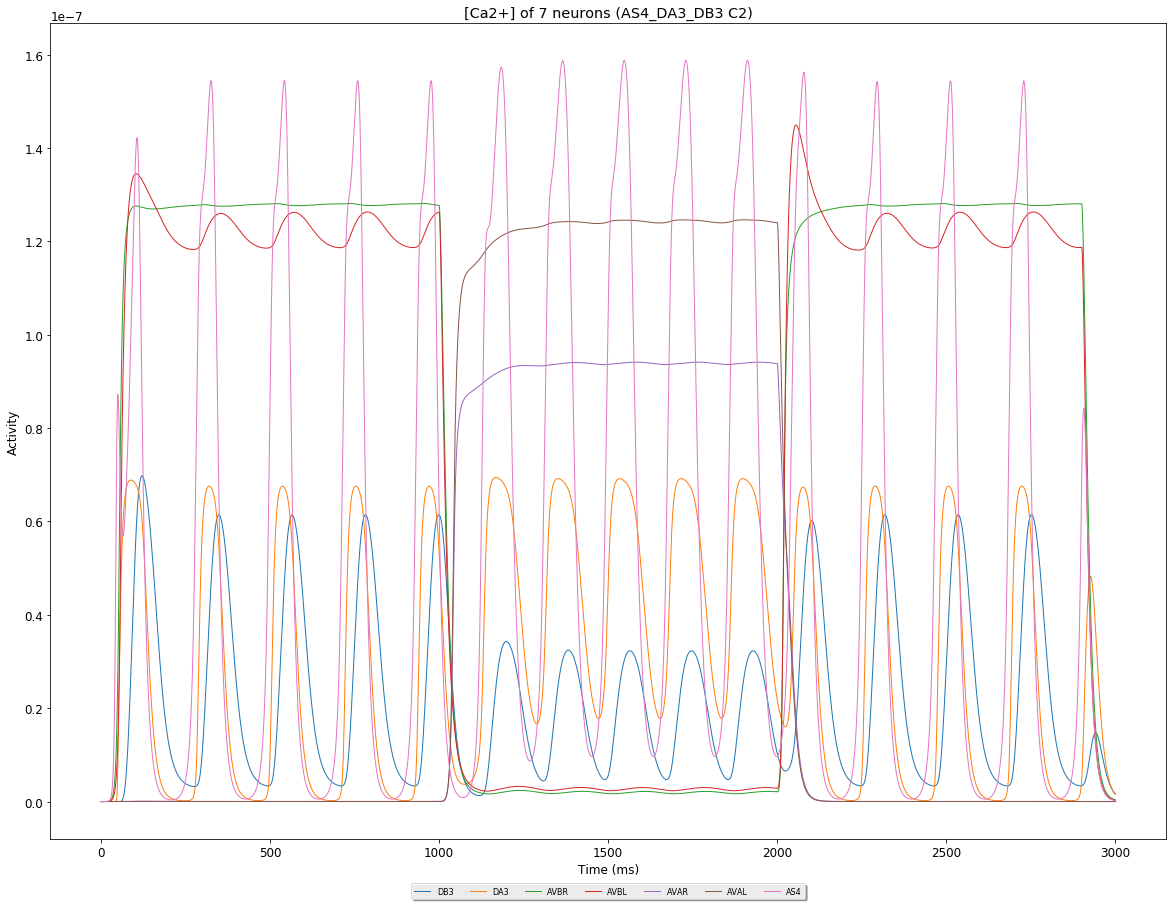 [Ca2+] of 7 neurons (AS4_DA3_DB3 C2)
1e−7
1.6
1.4
1.2
1.0
0.8
0.6
0.4
0.2
0.0
Activity
0 500 1000 1500 2000 2500 3000
Time (ms)
DB3 DA3 AVBR AVBL AVAR AVAL AS4